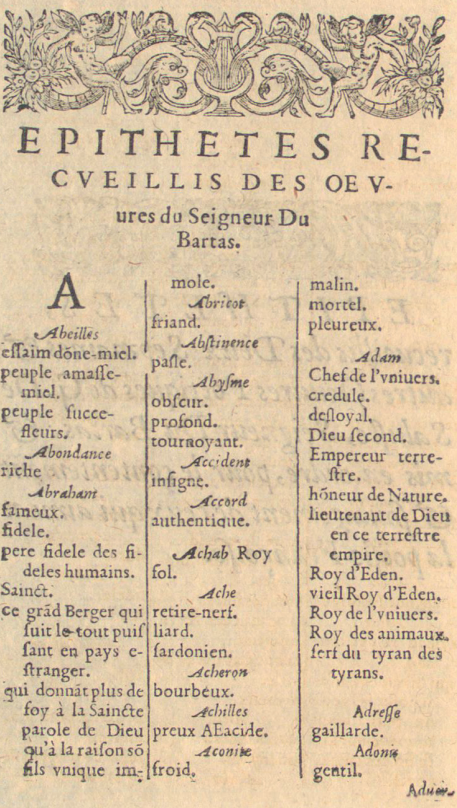 EPITHETES RE-
CVEILLIS DES OEV-
ures du Seigneur Du
Bartas.
A
Abeilles
essaim dõne-miel.
peuple amasse-
miel.
peuple succe-
fleurs.
Abondance
riche
Abraham
fameux.
fidele.
pere fidele des fi-
deles humains.
Sainct.
ce grãd Berger qui
suit le tout puis
sant en pays e-
stranger.
qui donnãt plus de
foy à la Saincte
parole de Dieu
qu'à la raison sõ
fils vnique im-
mole.
Abricot
friand.
Abstinence
pasle.
Abysme
obscur.
profond.
tournoyant.
Accident
insigne.
Accord
authentique.
Achab Roy
fol.
Ache
retire-nerf.
liard.
sardonien.
Acheron
bourbeux.
Achilles
preux AEacide.
Aconite
froid.
malin.
mortel.
pleureux.
Adam
Chef de l'vniuers.
credule.
desloyal.
Dieu second.
Empereur terre-
stre.
hõneur de Nature.
lieutenant de Dieu
en ce terrestre
empire.
Roy d'Eden.
vieil Roy d'Eden.
Roy de l'vniuers.
Roy des animaux.
serf du tyran des
tyrans.
Adresse
gaillarde.
Adonis
gentil.